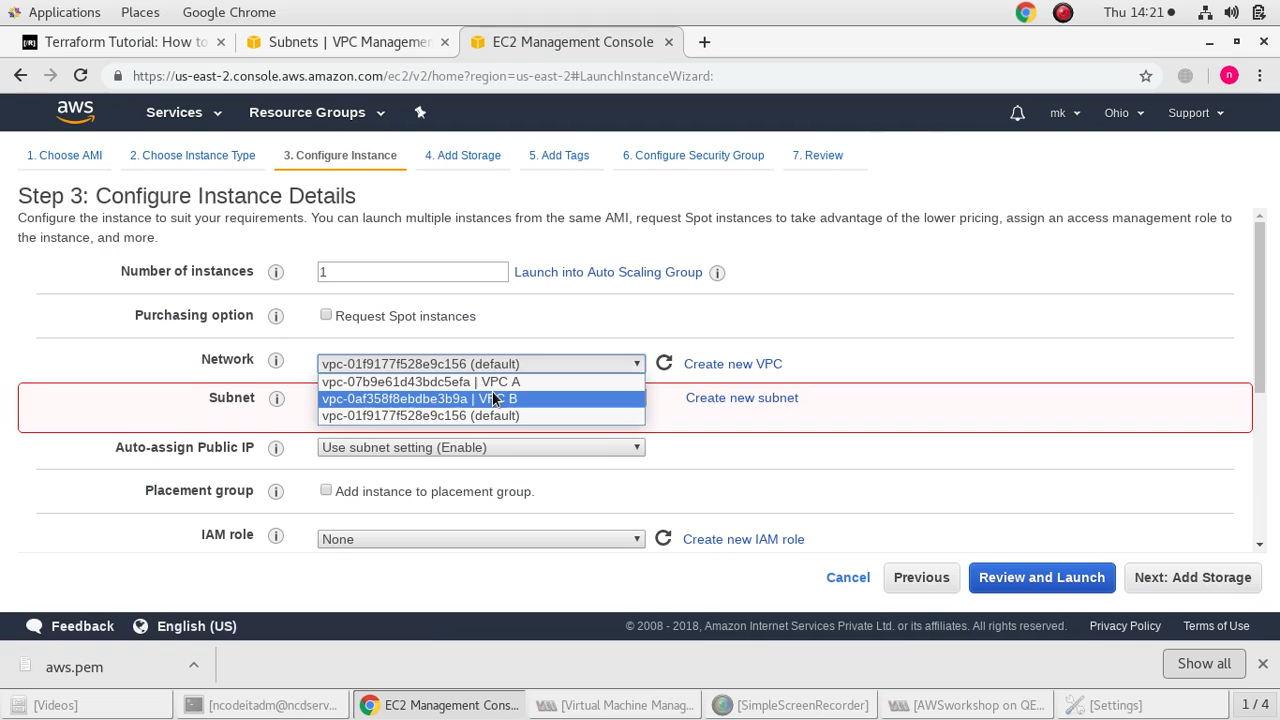 Applications Places Google Chrome Thu 14:21
Terraform Tutorial: How to
Subnets | VPC Managemen
EC2 Management Console
https://us-east-2.console.aws.amazon.com/ec2/v2/home?region=us-east-2#LaunchInstanceWizard:
n
aws Services Resource Groups mk Ohio Support
1. Choose AMI 2. Choose Instance Type 3. Configure Instance 4. Add Storage 5. Add Tags 6. Configure Security Group 7. Review
Step 3: Configure Instance Details
Configure the instance to suit your requirements. You can launch multiple instances from the same AMI, request Spot instances to take advantage of the lower pricing, assign an access management role to
the instance, and more.
Number of instances 1 Launch into Auto Scaling Group
Purchasing option Request Spot instances
Network vpc-01f9177f528e9c156 (default) Create new VPC
vpc-07b9e61d43bdc5efa | VPC A
Subnet vpc-0af358f8ebdbe3b9a | VPC B Create new subnet
vpc-01f9177f528e9c156 (default)
Auto-assign Public IP Use subnet setting (Enable)
Placement group Add instance to placement group.
IAM role None Create new IAM role
Cancel Previous Review and Launch Next: Add Storage
Feedback English (US) © 2008 - 2018, Amazon Internet Services Private Ltd. or its affiliates. All rights reserved. Privacy Policy Terms of Use
aws.pem Show all
[Videos] [ncodeitadm@ncdserv... EC2 Management Cons... [Virtual Machine Manag... [SimpleScreenRecorder] [AWSworkshop on QE... [Settings] 1 / 4